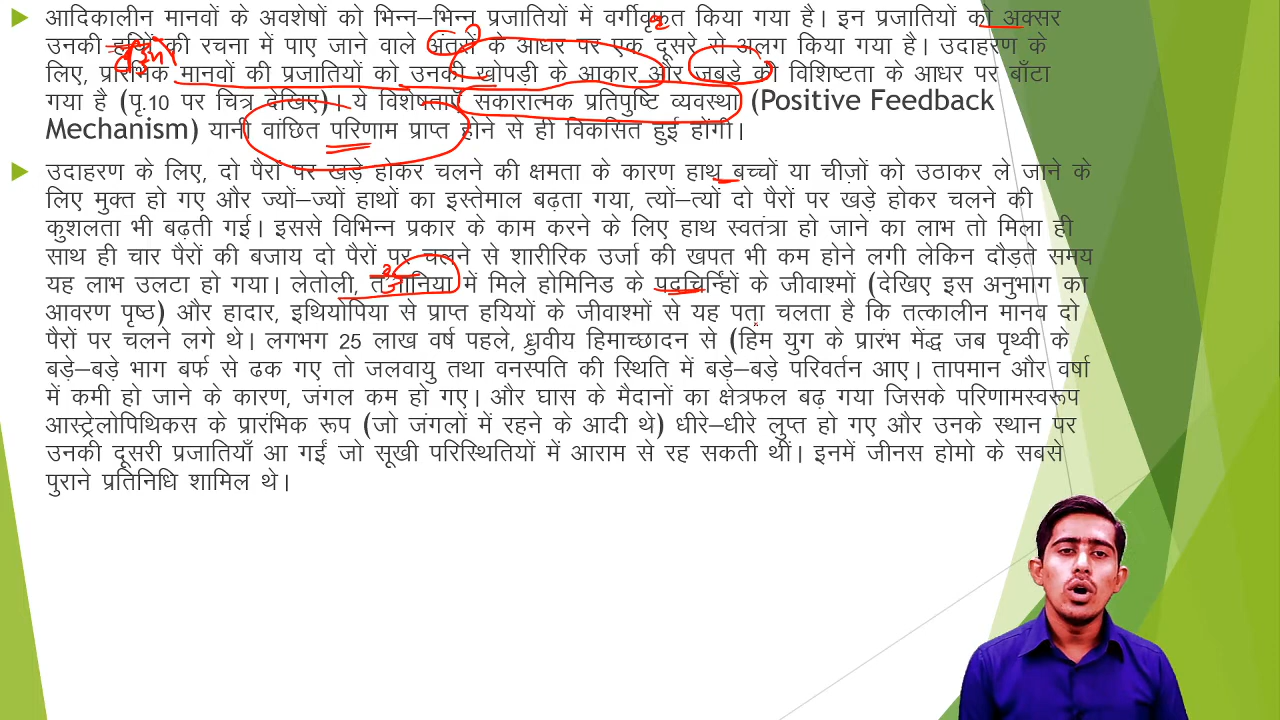 आदिकालीन मानवों के अवशेषों को भिन्न–भिन्न प्रजातियों में वर्गीकृत किया गया है। इन प्रजातियों को अक्सर
उनकी की रचना में पाए जाने वाले अंतरों के आधर पर एक दूसरे से अलग किया गया है। उदाहरण के
लिए, प्रारंभिक मानवों की प्रजातियों को उनकी खोपड़ी के आकार और जबड़े की विशिष्टता के आधर पर बाँटा
गया है (पृ.10 पर चित्र देखिए)। ये विशेषताएँ सकारात्मक प्रतिपुष्टि व्यवस्था (Positive Feedback
Mechanism) यानी वांछित परिणाम प्राप्त होने से ही विकसित हुई होंगी।
उदाहरण के लिए, दो पैरों पर खड़े होकर चलने की क्षमता के कारण हाथ बच्चों या चीज़ों को उठाकर ले जाने के
लिए मुक्त हो गए और ज्यों–ज्यों हाथों का इस्तेमाल बढ़ता गया, त्यों–त्यों दो पैरों पर खड़े होकर चलने की
कुशलता भी बढ़ती गई। इससे विभिन्न प्रकार के काम करने के लिए हाथ स्वतंत्रा हो जाने का लाभ तो मिला ही
साथ ही चार पैरों की बजाय दो पैरों पर चलने से शारीरिक उर्जा की खपत भी कम होने लगी लेकिन दौड़ते समय
यह लाभ उलटा हो गया। लेतोली, में मिले होमिनिड के पदचिर्न्हिों के जीवाश्मों (देखिए इस अनुभाग का
आवरण पृष्ठ) और हादार, इथियोपिया से प्राप्त हयियों के जीवाश्मों से यह पता चलता है कि तत्कालीन मानव दो
पैरों पर चलने लगे थे। लगभग 25 लाख वर्ष पहले, ध्रुवीय हिमाच्छादन से (हिम युग के प्रारंभ मेंद्ध जब पृथ्वी के
बड़े–बड़े भाग बर्फ से ढक गए तो जलवायु तथा वनस्पति की स्थिति में बड़े–बड़े परिवर्तन आए। तापमान और वर्षा
में कमी हो जाने के कारण, जंगल कम हो गए। और घास के मैदानों का क्षेत्रफल बढ़ गया जिसके परिणामस्वरूप
आस्ट्रेलोपिथिकस के प्रारंभिक रूप (जो जंगलों में रहने के आदी थे) धीरे–धीरे लुप्त हो गए और उनके स्थान पर
उनकी दूसरी प्रजातियाँ आ गईं जो सूखी परिस्थितियों में आराम से रह सकती थीं। इनमें जीनस होमो के सबसे
पुराने प्रतिनिधि शामिल थे।